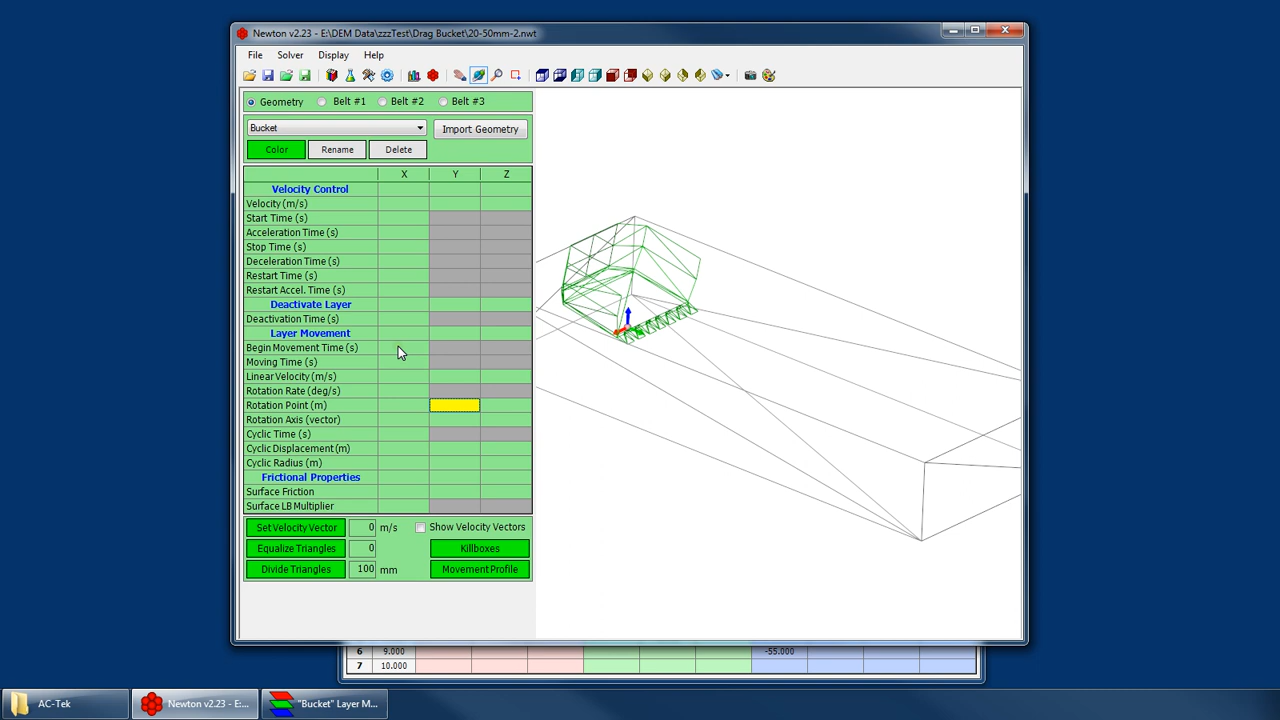 Newton v2.23 - E:\DEM Data\zzzTest\Drag Bucket\20-50mm-2.nwt
File Solver Display Help
Geometry Belt #1 Belt #2 Belt #3
Bucket Import Geometry
Color Rename Delete
X Y Z
Velocity Control
Velocity (m/s)
Start Time (s)
Acceleration Time (s)
Stop Time (s)
Deceleration Time (s)
Restart Time (s)
Restart Accel. Time (s)
Deactivate Layer
Deactivation Time (s)
Layer Movement
Begin Movement Time (s)
Moving Time (s)
Linear Velocity (m/s)
Rotation Rate (deg/s)
Rotation Point (m)
Rotation Axis (vector)
Cyclic Time (s)
Cyclic Displacement (m)
Cyclic Radius (m)
Frictional Properties
Surface Friction
Surface LB Multiplier
Set Velocity Vector 0 m/s Show Velocity Vectors
Equalize Triangles 0 Killboxes
Divide Triangles 100 mm Movement Profile
6 9.000 -55.000
7 10.000
AC-Tek Newton v2.23 - E:... "Bucket" Layer M...